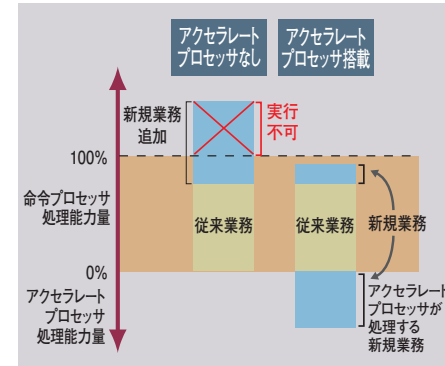 アクセラレート
プロセッサなし
アクセラレート
プロセッサ搭載
新規業務
追加
実行
不可
100%
命令プロセッサ
処理能力量
従来業務
従来業務
新規業務
0%
アクセラレート
プロセッサ
処理能力量
アクセラレート
プロセッサが
処理する
新規業務